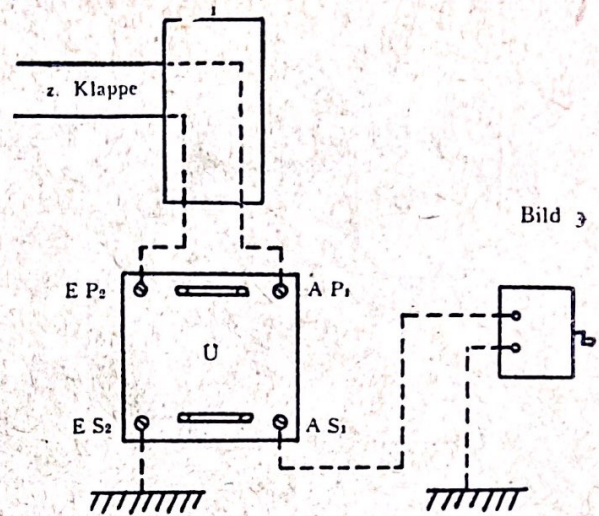 1
z. Klappe
Bild 3
E P₂
A P₁
Ü
E S₂
A S₁